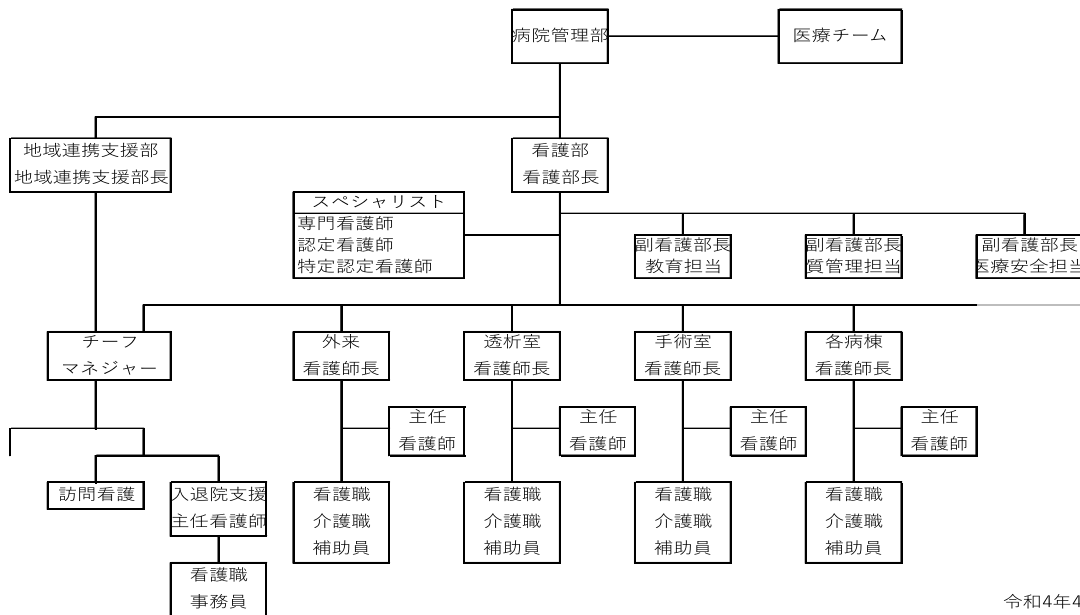 病院管理部
医療チーム
地域連携支援部
地域連携支援部長
看護部
看護部長
スペシャリスト
専門看護師
認定看護師
特定認定看護師
副看護部長
教育担当
副看護部長
質管理担当
副看護部長
医療安全担当
チーフ
マネジャー
外来
看護師長
透析室
看護師長
手術室
看護師長
各病棟
看護師長
主任
看護師
主任
看護師
主任
看護師
主任
看護師
訪問看護
入退院支援
主任看護師
看護職
介護職
補助員
看護職
介護職
補助員
看護職
介護職
補助員
看護職
介護職
補助員
看護職
事務員
令和4年4